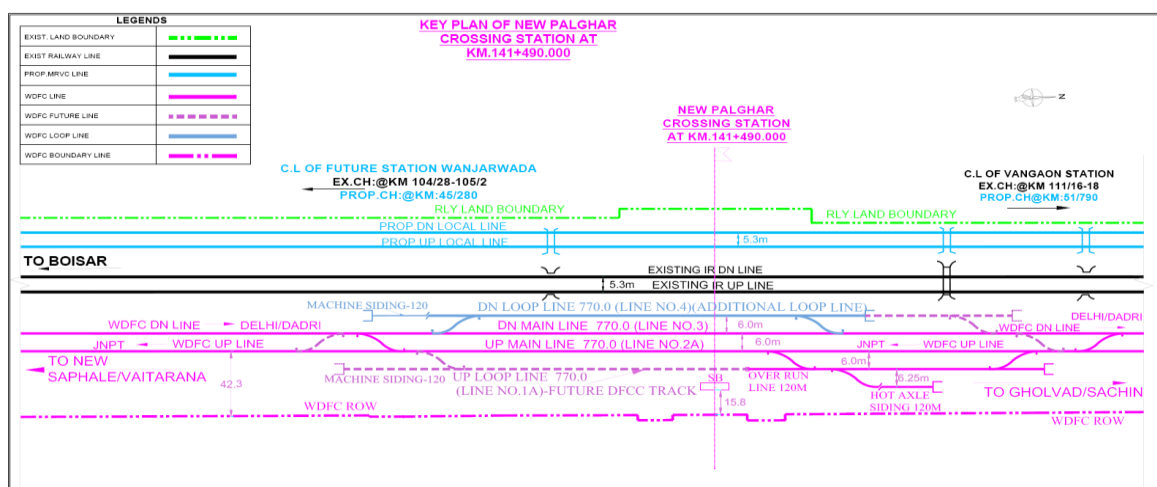 LEGENDS
EXIST. LAND BOUNDARY
EXIST RAILWAY LINE
PROP.MRVC LINE
WDFC LINE
WDFC FUTURE LINE
WDFC LOOP LINE
WDFC BOUNDARY LINE
KEY PLAN OF NEW PALGHAR
CROSSING STATION AT
KM.141+490.000
N
NEW PALGHAR
CROSSING STATION
AT KM.141+490.000
C.L OF FUTURE STATION WANJARWADA
EX.CH:@KM 104/28-105/2
PROP.CH:@KM:45/280
C.L OF VANGAON STATION
EX.CH:@KM 111/16-18
PROP.CH@KM:51/790
RLY.LAND BOUNDARY
RLY.LAND BOUNDARY
PROP.DN LOCAL LINE
PROP.UP LOCAL LINE
5.3m
TO BOISAR
EXISTING IR DN LINE
5.3m
EXISTING IR UP LINE
MACHINE SIDING-120
DN LOOP LINE 770.0 (LINE NO.4)(ADDITIONAL LOOP LINE)
WDFC DN LINE
DELHI/DADRI
DN MAIN LINE 770.0 (LINE NO.3)
6.0m
WDFC DN LINE
DELHI/DADRI
JNPT
WDFC UP LINE
UP MAIN LINE 770.0 (LINE NO.2A)
6.0m
JNPT
WDFC UP LINE
TO NEW
SAPHALE/VAITARANA
42.3
MACHINE SIDING-120
UP LOOP LINE 770.0
(LINE NO.1A)-FUTURE DFCC TRACK
SB
OVER RUN
LINE 120M
6.0m
6.25m
HOT AXLE
SIDING 120M
TO GHOLVAD/SACHIN
15.8
WDFC ROW
WDFC ROW